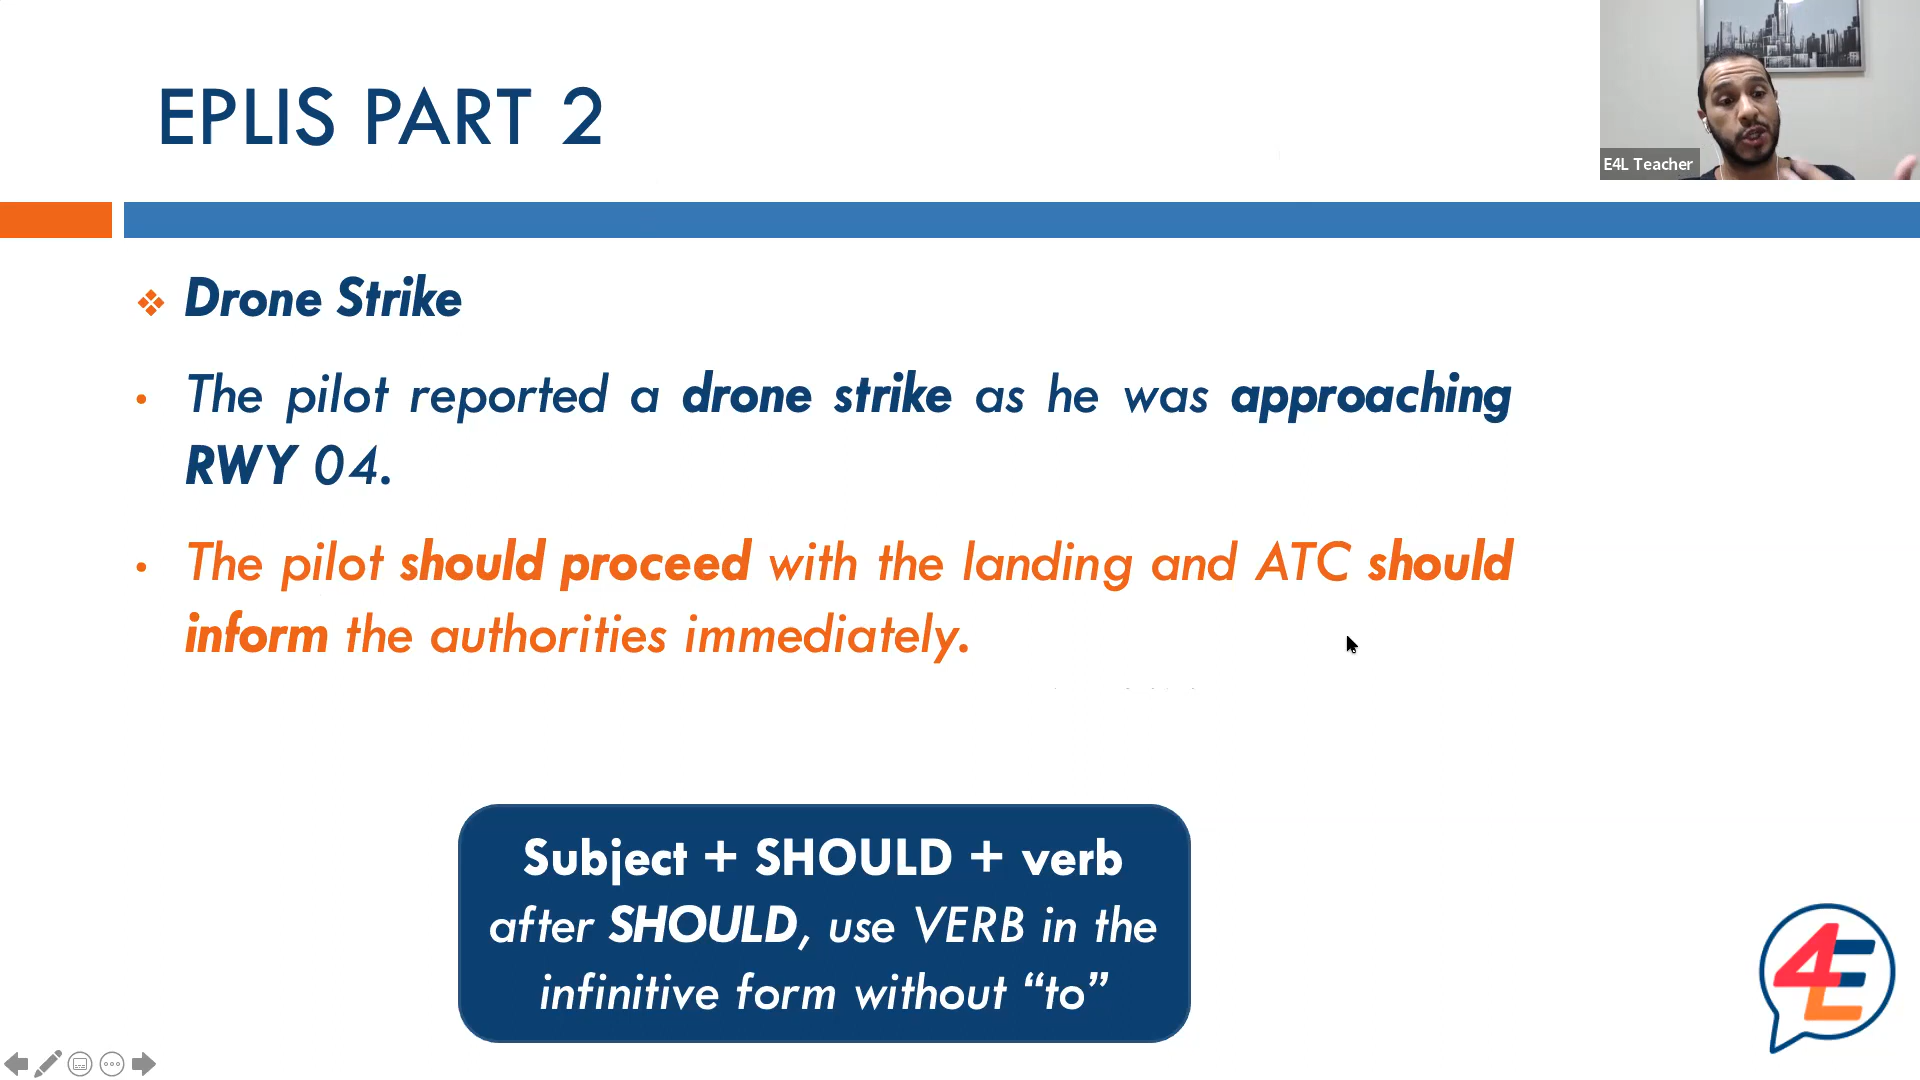 EPLIS PART 2
E4L Teacher
Drone Strike
The pilot reported a drone strike as he was approaching
RWY 04.
The pilot should proceed with the landing and ATC should
inform the authorities immediately.
Subject + SHOULD + verb
after SHOULD, use VERB in the
infinitive form without “to”
4E